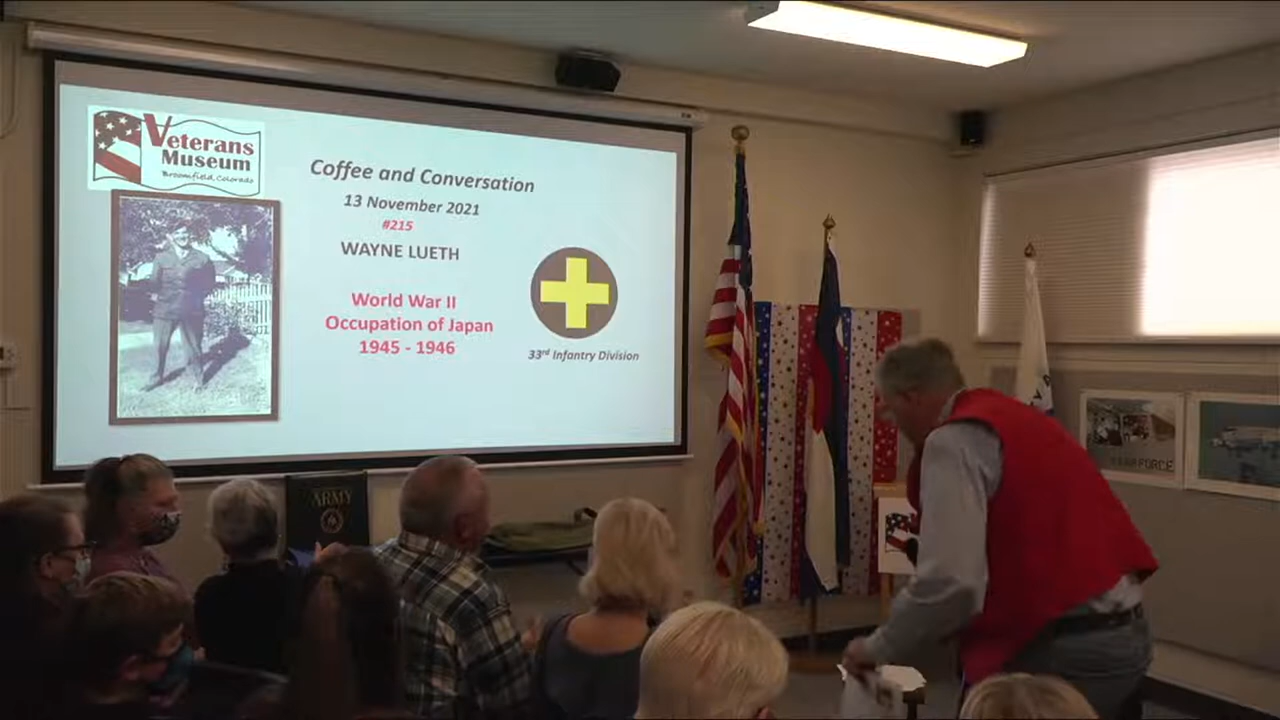 Veterans
Museum
Broomfield Colorado
Coffee and Conversation
13 November 2021
#215
WAYNE LUETH
World War II
Occupation of Japan
1945 - 1946
33rd Infantry Division
ARMY
FORCE